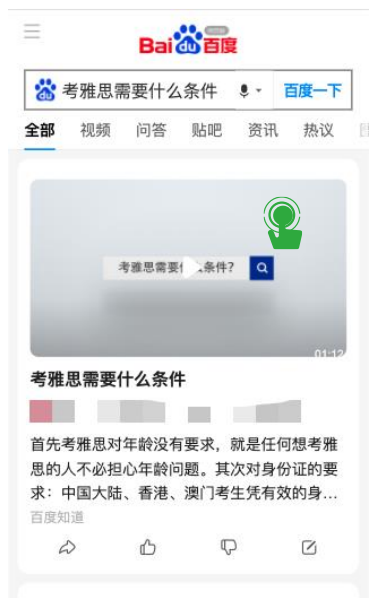 Bai du 百度
考雅思需要什么条件 百度一下
全部 视频 问答 贴吧 资讯 热议
考雅思需要什么条件?
01:12
考雅思需要什么条件
首先考雅思对年龄没有要求，就是任何想考雅
思的人不必担心年龄问题。其次对身份证的要
求：中国大陆、香港、澳门考生凭有效的身...
百度知道